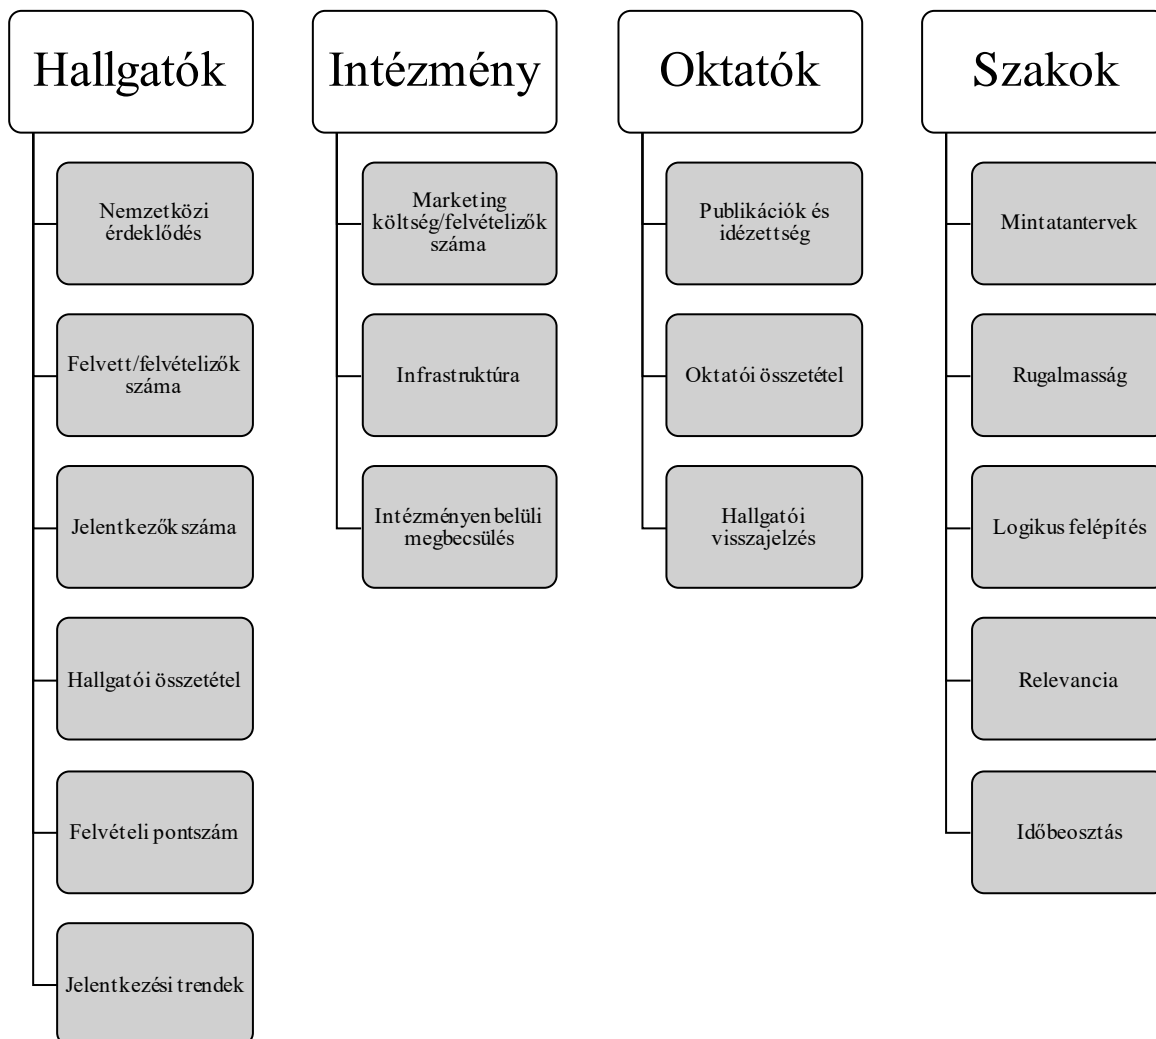 Hallgatók
Nemzetközi
érdeklődés
Felvett/felvételizők
száma
Jelentkezők száma
Hallgatói összetétel
Felvételi pontszám
Jelentkezési trendek
Intézmény
Marketing
költség/felvételizők
száma
Infrastruktúra
Intézményen belüli
megbecsülés
Oktatók
Publikációk és
idézettség
Oktatói összetétel
Hallgatói
visszajelzés
Szakok
Mintatantervek
Rugalmasság
Logikus felépítés
Relevancia
Időbeosztás